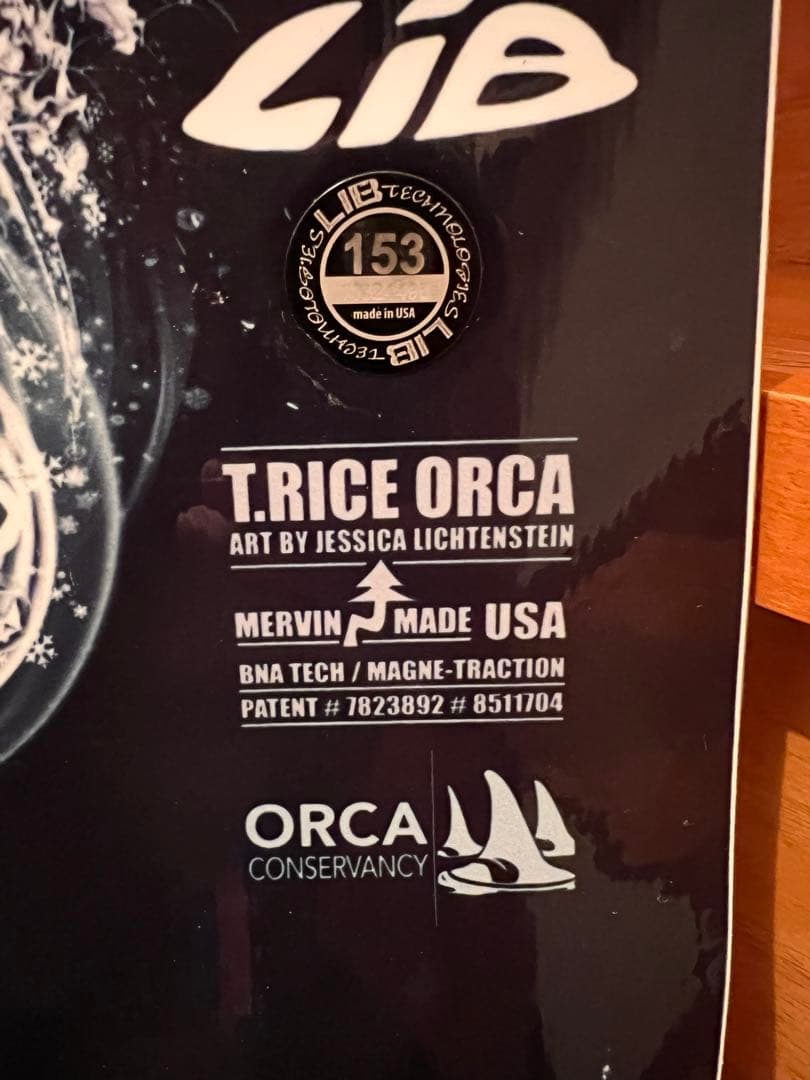 LIB
LIB TECHNOLOGIES
153
made in USA
LIB TECHNOLOGIES
T.RICE ORCA
ART BY JESSICA LICHTENSTEIN
MERVIN MADE USA
BNA TECH / MAGNE-TRACTION
PATENT # 7823892 # 8511704
ORCA
CONSERVANCY